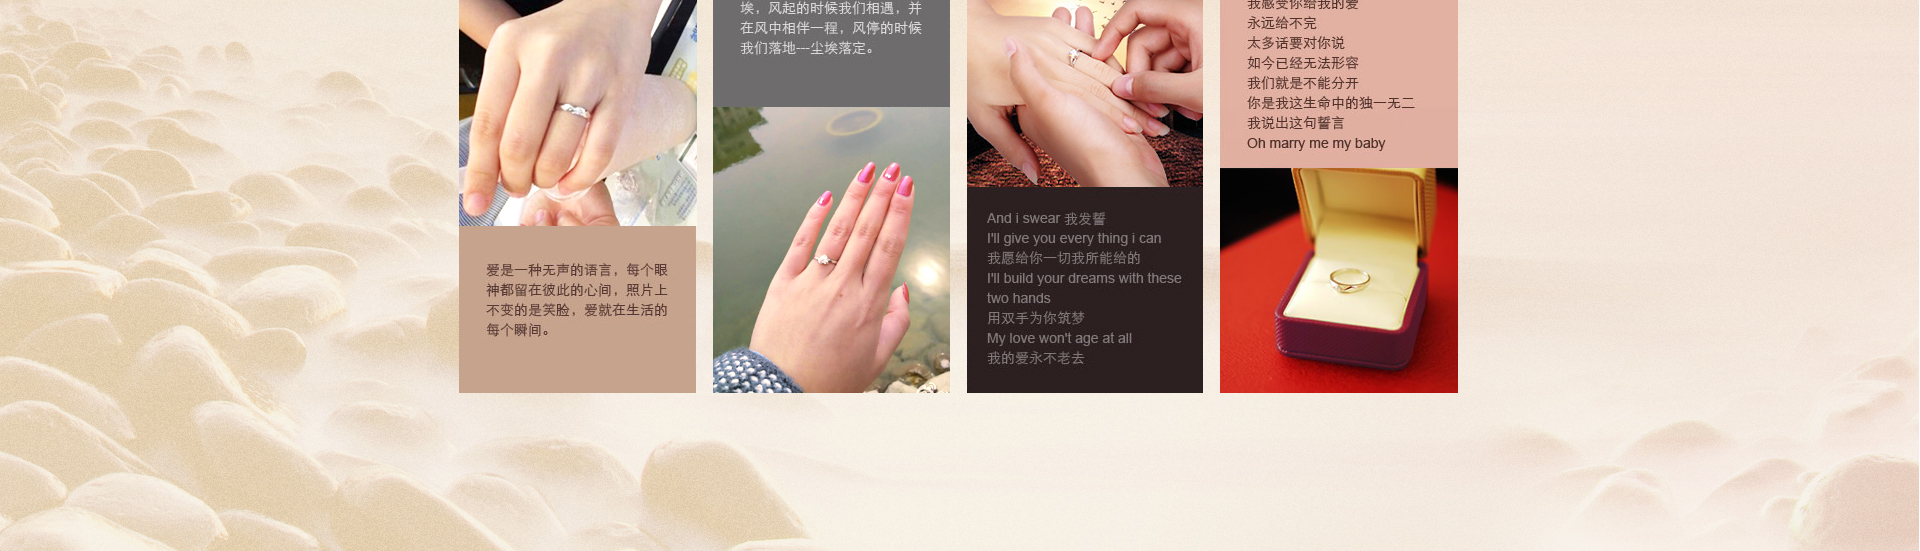 爱是一种无声的语言，每个眼
神都留在彼此的心间，照片上
不变的是笑脸，爱就在生活的
每个瞬间。
埃，风起的时候我们相遇，并
在风中相伴一程，风停的时候
我们落地---尘埃落定。
And i swear 我发誓
I'll give you every thing i can
我愿给你一切我所能给的
I'll build your dreams with these
two hands
用双手为你筑梦
My love won't age at all
我的爱永不老去
我感受你给我的爱
永远给不完
太多话要对你说
如今已经无法形容
我们就是不能分开
你是我这生命中的独一无二
我说出这句誓言
Oh marry me my baby